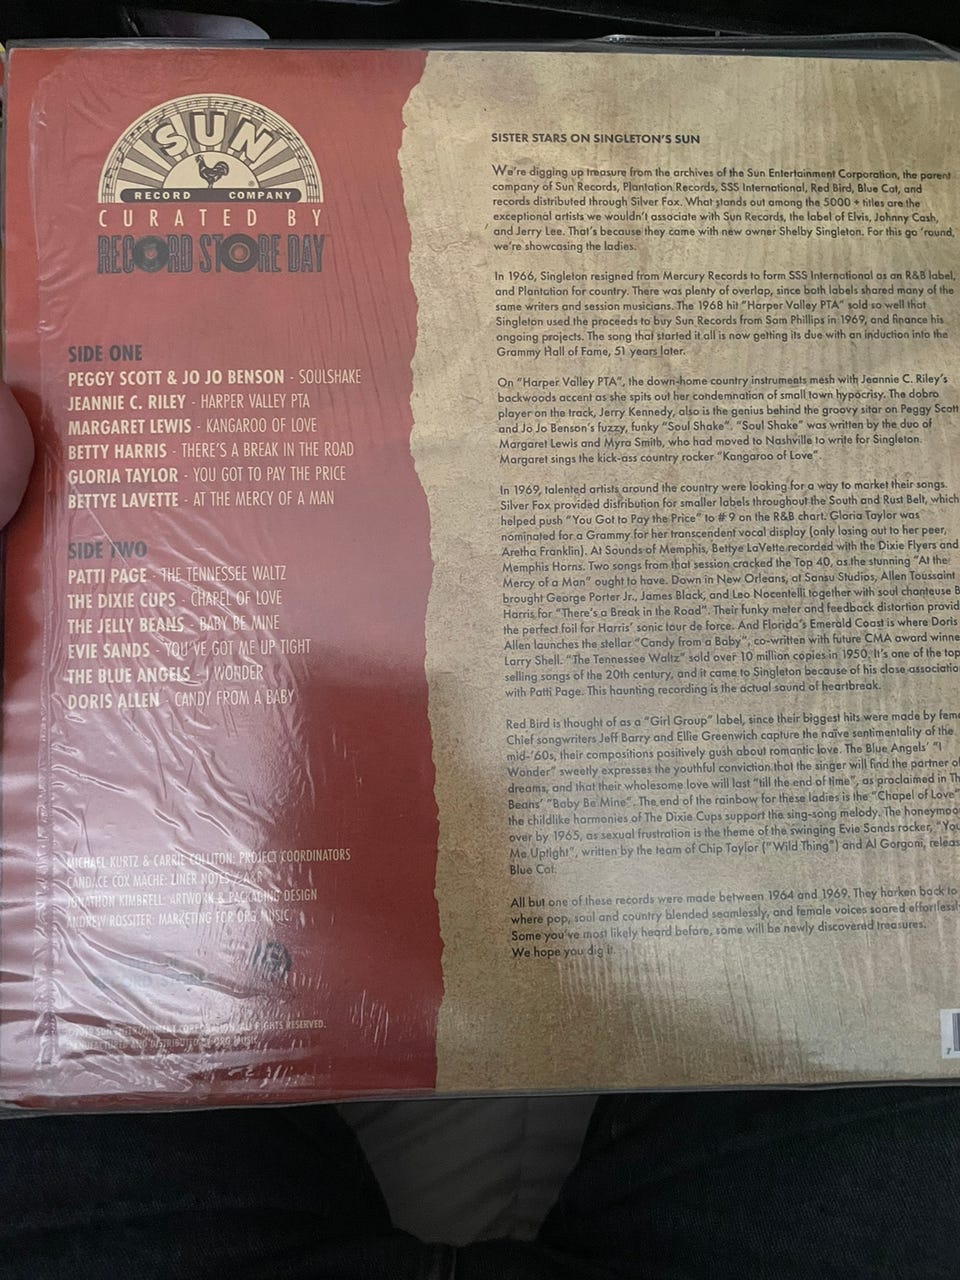 SUN
RECORD COMPANY
CURATED BY
RECORD STORE DAY
SIDE ONE
PEGGY SCOTT & JO JO BENSON - SOULSHAKE
JEANNIE C. RILEY - HARPER VALLEY PTA
MARGARET LEWIS - KANGAROO OF LOVE
BETTY HARRIS - THERE'S A BREAK IN THE ROAD
GLORIA TAYLOR - YOU GOT TO PAY THE PRICE
BETTYE LAVETTE - AT THE MERCY OF A MAN
SIDE TWO
PATTI PAGE - THE TENNESSEE WALTZ
THE DIXIE CUPS - CHAPEL OF LOVE
THE JELLY BEANS - BABY BE MINE
EVIE SANDS - YOU'VE GOT ME UP TIGHT
THE BLUE ANGELS - I WONDER
DORIS ALLEN - CANDY FROM A BABY
MICHAEL KURTZ & CARRIE COLLITON: PROJECT COORDINATORS
CANDACE COX MACHE: LINER NOTES / A&R
JONATHON KIMBRELL: ARTWORK & PACKAGING DESIGN
ANDREW ROSSITER: MARKETING FOR ORG MUSIC
SUN ENTERTAINMENT CORPORATION. ALL RIGHTS RESERVED.
MANUFACTURED AND DISTRIBUTED BY ORG MUSIC
SISTER STARS ON SINGLETON'S SUN
We're digging up treasure from the archives of the Sun Entertainment Corporation, the parent
company of Sun Records, Plantation Records, SSS International, Red Bird, Blue Cat, and
records distributed through Silver Fox. What stands out among the 5000 + titles are the
exceptional artists we wouldn't associate with Sun Records, the label of Elvis, Johnny Cash,
and Jerry Lee. That's because they came with new owner Shelby Singleton. For this go 'round,
we're showcasing the ladies.
In 1966, Singleton resigned from Mercury Records to form SSS International as an R&B label,
and Plantation for country. There was plenty of overlap, since both labels shared many of the
same writers and session musicians. The 1968 hit "Harper Valley PTA" sold so well that
Singleton used the proceeds to buy Sun Records from Sam Phillips in 1969, and finance his
ongoing projects. The song that started it all is now getting its due with an induction into the
Grammy Hall of Fame, 51 years later.
On "Harper Valley PTA", the down-home country instruments mesh with Jeannie C. Riley's
backwoods accent as she spits out her condemnation of small town hypocrisy. The dobro
player on the track, Jerry Kennedy, also is the genius behind the groovy sitar on Peggy Scott
and Jo Jo Benson's fuzzy, funky "Soul Shake". "Soul Shake" was written by the duo of
Margaret Lewis and Myra Smith, who had moved to Nashville to write for Singleton.
Margaret sings the kick-ass country rocker "Kangaroo of Love".
In 1969, talented artists around the country were looking for a way to market their songs.
Silver Fox provided distribution for smaller labels throughout the South and Rust Belt, which
helped push "You Got to Pay the Price" to # 9 on the R&B chart. Gloria Taylor was
nominated for a Grammy for her transcendent vocal display (only losing out to her peer,
Aretha Franklin). At Sounds of Memphis, Bettye LaVette recorded with the Dixie Flyers and
Memphis Horns. Two songs from that session cracked the Top 40, as the stunning "At the
Mercy of a Man" ought to have. Down in New Orleans, at Sansu Studios, Allen Toussaint
brought George Porter Jr., James Black, and Leo Nocentelli together with soul chanteuse B
Harris for "There's a Break in the Road". Their funky meter and feedback distortion provid
the perfect foil for Harris' sonic tour de force. And Florida's Emerald Coast is where Doris
Allen launches the stellar "Candy from a Baby", co-written with future CMA award winne
Larry Shell. "The Tennessee Waltz" sold over 10 million copies in 1950. It's one of the top
selling songs of the 20th century, and it came to Singleton because of his close associatio
with Patti Page. This haunting recording is the actual sound of heartbreak.
Red Bird is thought of as a "Girl Group" label, since their biggest hits were made by fem
Chief songwriters Jeff Barry and Ellie Greenwich capture the naïve sentimentality of the
mid-'60s, their compositions positively gush about romantic love. The Blue Angels' "I
Wonder" sweetly expresses the youthful conviction that the singer will find the partner of
dreams, and that their wholesome love will last "till the end of time", as proclaimed in Th
Beans' "Baby Be Mine". The end of the rainbow for these ladies is the "Chapel of Love"
the childlike harmonies of The Dixie Cups support the sing-song melody. The honeymoo
over by 1965, as sexual frustration is the theme of the swinging Evie Sands rocker, "You
Me Uptight", written by the team of Chip Taylor ("Wild Thing") and Al Gorgoni, releas
Blue Cat.
All but one of these records were made between 1964 and 1969. They harken back to
where pop, soul and country blended seamlessly, and female voices soared effortlessl
Some you've most likely heard before, some will be newly discovered treasures.
We hope you dig it.
7